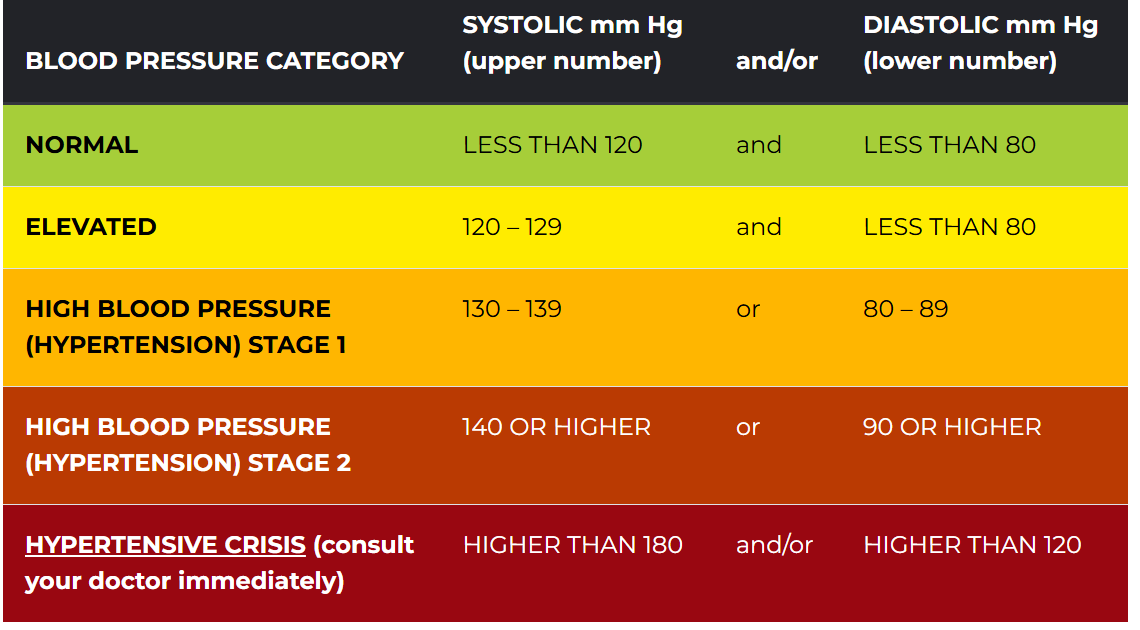 BLOOD PRESSURE CATEGORY SYSTOLIC mm Hg (upper number) and/or DIASTOLIC mm Hg (lower number)
NORMAL LESS THAN 120 and LESS THAN 80
ELEVATED 120 – 129 and LESS THAN 80
HIGH BLOOD PRESSURE 130 – 139 or 80 – 89
(HYPERTENSION) STAGE 1
HIGH BLOOD PRESSURE 140 OR HIGHER or 90 OR HIGHER
(HYPERTENSION) STAGE 2
HYPERTENSIVE CRISIS (consult HIGHER THAN 180 and/or HIGHER THAN 120
your doctor immediately)